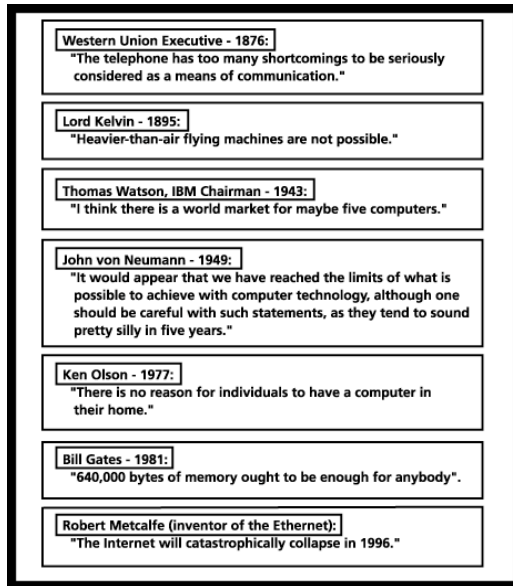 Western Union Executive - 1876:
"The telephone has too many shortcomings to be seriously
considered as a means of communication."
Lord Kelvin - 1895:
"Heavier-than-air flying machines are not possible."
Thomas Watson, IBM Chairman - 1943:
"I think there is a world market for maybe five computers."
John von Neumann - 1949:
"It would appear that we have reached the limits of what is
possible to achieve with computer technology, although one
should be careful with such statements, as they tend to sound
pretty silly in five years."
Ken Olson - 1977:
"There is no reason for individuals to have a computer in
their home."
Bill Gates - 1981:
"640,000 bytes of memory ought to be enough for anybody".
Robert Metcalfe (inventor of the Ethernet):
"The Internet will catastrophically collapse in 1996."